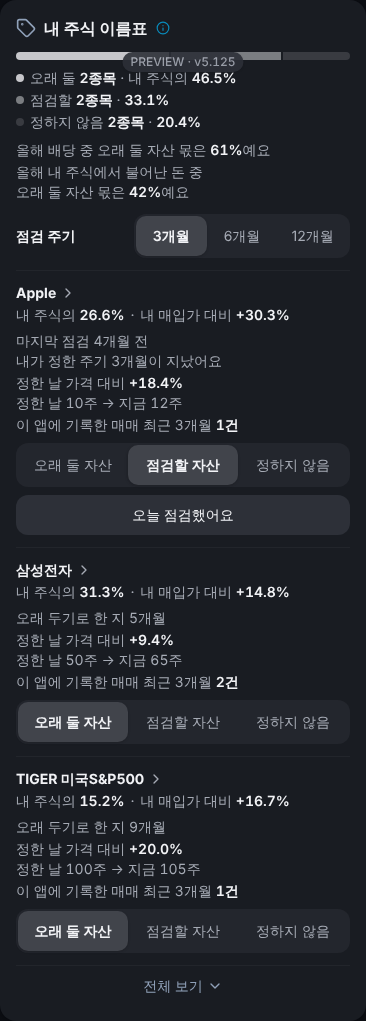 내 주식 이름표
PREVIEW · v5.125
오래 둘 2종목 · 내 주식의 46.5%
점검할 2종목 · 33.1%
정하지 않음 2종목 · 20.4%
올해 배당 중 오래 둘 자산 몫은 61%예요
올해 내 주식에서 불어난 돈 중
오래 둘 자산 몫은 42%예요
점검 주기 3개월 6개월 12개월
Apple
내 주식의 26.6% · 내 매입가 대비 +30.3%
마지막 점검 4개월 전
내가 정한 주기 3개월이 지났어요
정한 날 가격 대비 +18.4%
정한 날 10주 → 지금 12주
이 앱에 기록한 매매 최근 3개월 1건
오래 둘 자산 점검할 자산 정하지 않음
오늘 점검했어요
삼성전자
내 주식의 31.3% · 내 매입가 대비 +14.8%
오래 두기로 한 지 5개월
정한 날 가격 대비 +9.4%
정한 날 50주 → 지금 65주
이 앱에 기록한 매매 최근 3개월 2건
오래 둘 자산 점검할 자산 정하지 않음
TIGER 미국S&P500
내 주식의 15.2% · 내 매입가 대비 +16.7%
오래 두기로 한 지 9개월
정한 날 가격 대비 +20.0%
정한 날 100주 → 지금 105주
이 앱에 기록한 매매 최근 3개월 1건
오래 둘 자산 점검할 자산 정하지 않음
전체 보기